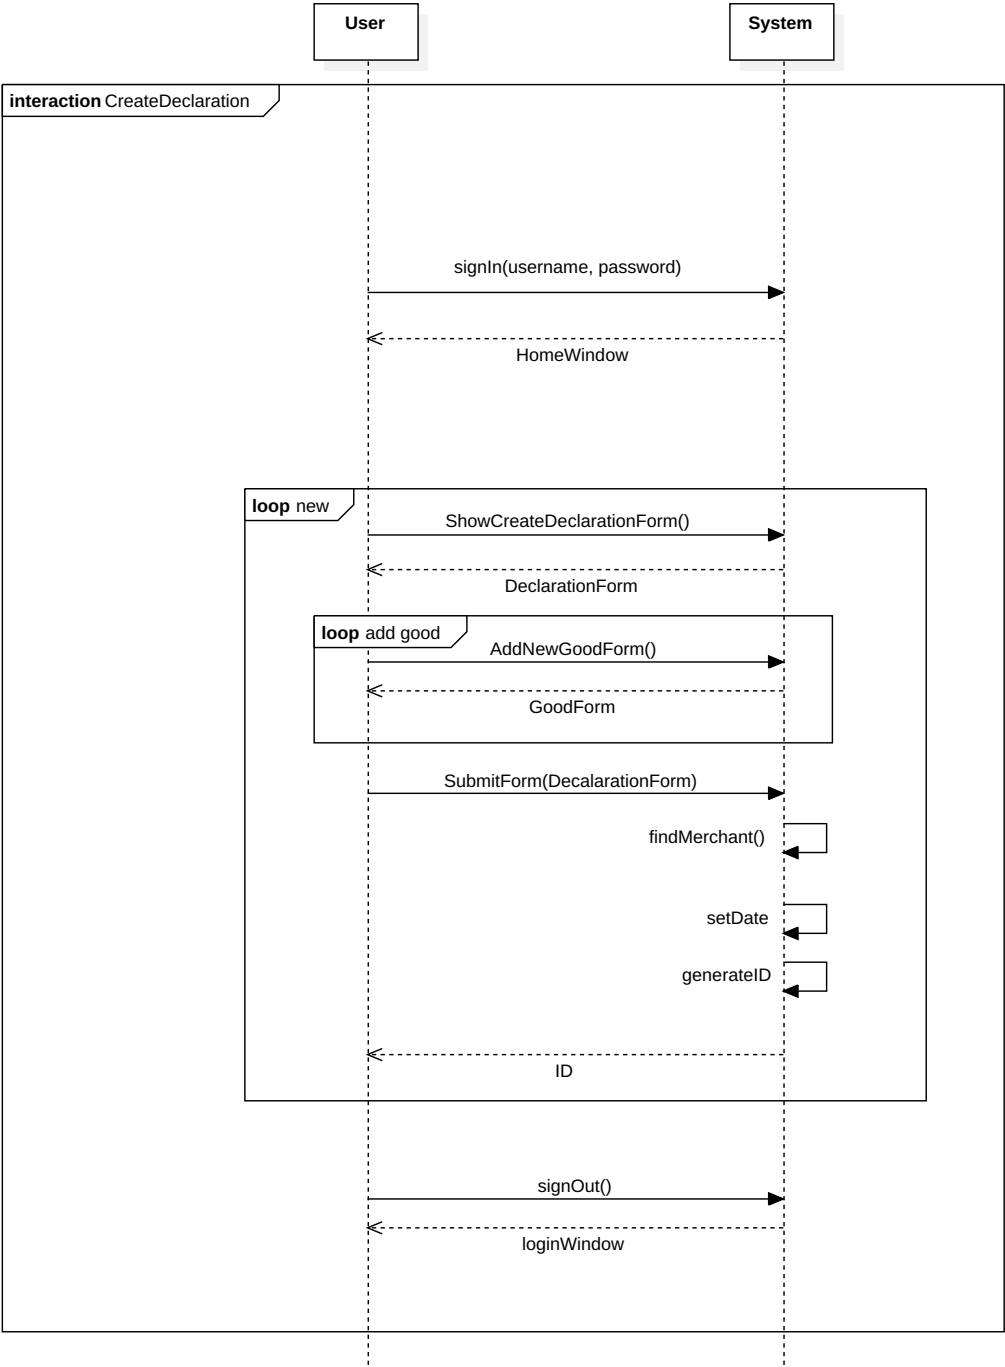 User
System
interaction CreateDeclaration
signIn(username, password)
HomeWindow
loop new
ShowCreateDeclarationForm()
DeclarationForm
loop add good
AddNewGoodForm()
GoodForm
SubmitForm(DecalarationForm)
findMerchant()
setDate
generateID
ID
signOut()
loginWindow